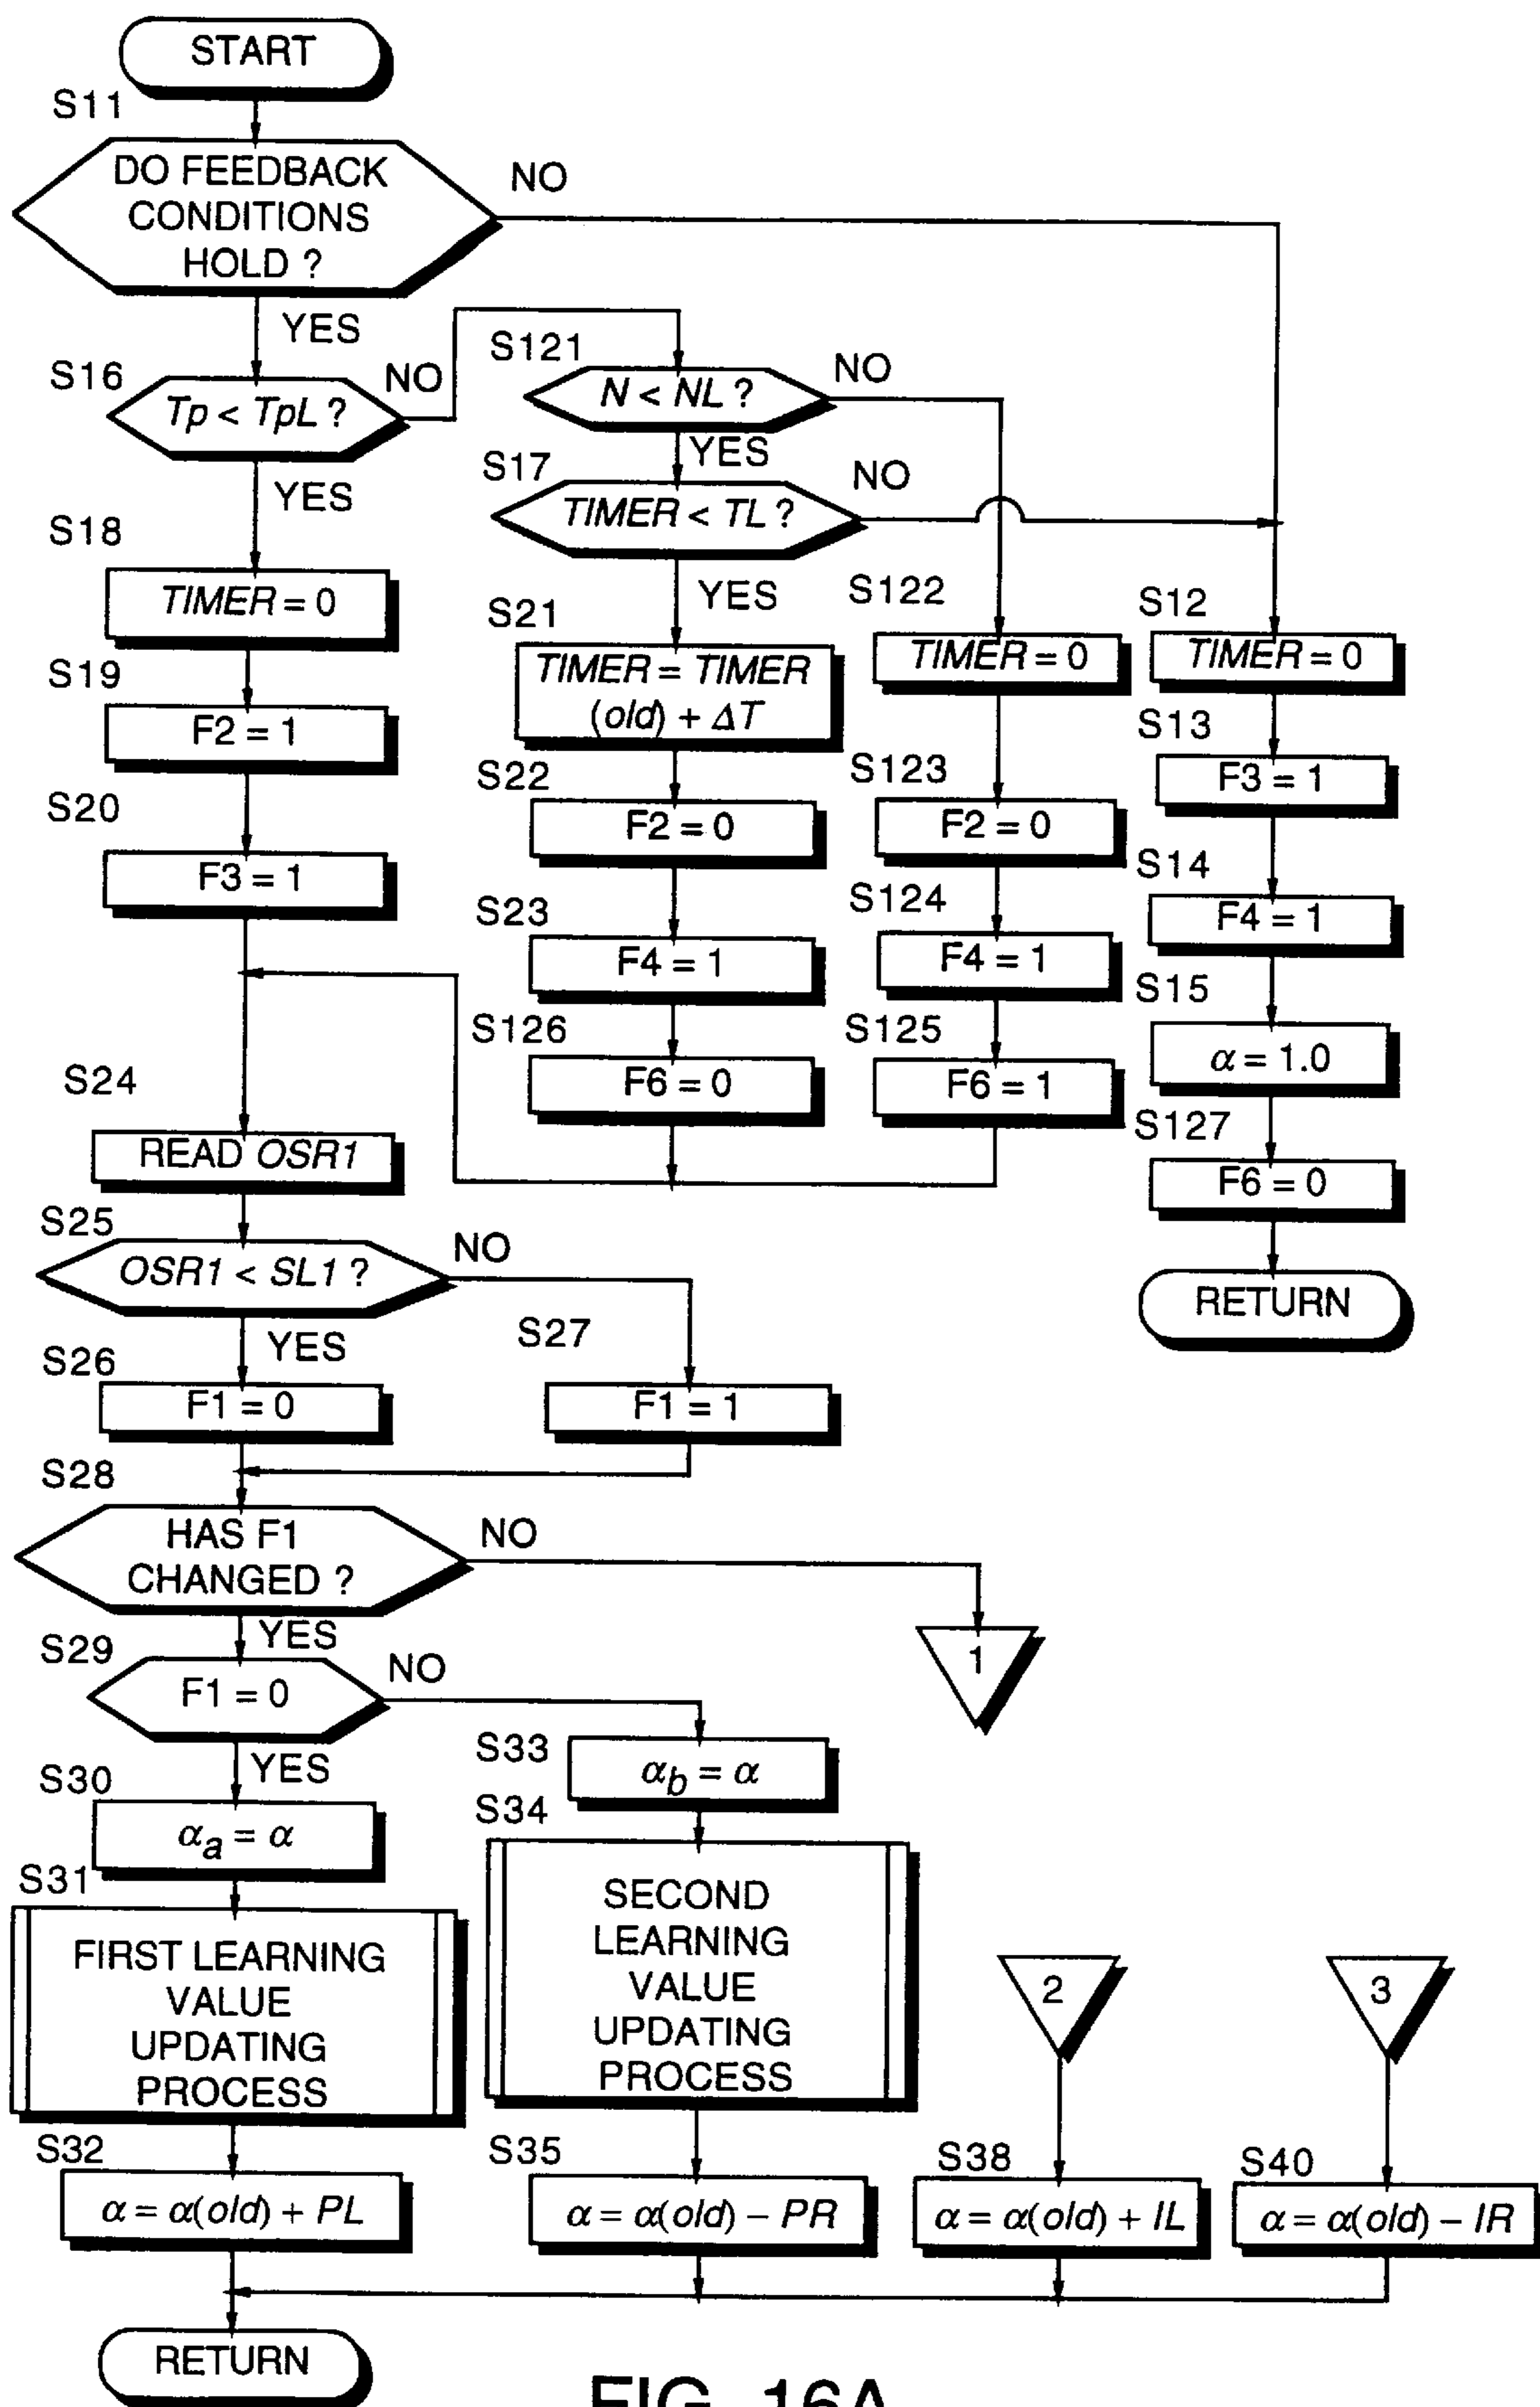 START
S11
DO FEEDBACK
CONDITIONS
HOLD ?
NO
YES
S16
Tp < TpL ?
NO
YES
S121
N < NL ?
NO
YES
S17
TIMER < TL ?
NO
YES
S18
TIMER = 0
S19
F2 = 1
S20
F3 = 1
S21
TIMER = TIMER
(old) + ΔT
S22
F2 = 0
S23
F4 = 1
S126
F6 = 0
S122
TIMER = 0
S123
F2 = 0
S124
F4 = 1
S125
F6 = 1
S12
TIMER = 0
S13
F3 = 1
S14
F4 = 1
S15
α = 1.0
S127
F6 = 0
RETURN
S24
READ OSR1
S25
OSR1 < SL1 ?
NO
YES
S26
F1 = 0
S27
F1 = 1
S28
HAS F1
CHANGED ?
NO
1
YES
S29
F1 = 0
NO
YES
S30
αa = α
S31
FIRST LEARNING
VALUE
UPDATING
PROCESS
S32
α = α(old) + PL
S33
αb = α
S34
SECOND
LEARNING
VALUE
UPDATING
PROCESS
S35
α = α(old) – PR
2
S38
α = α(old) + IL
3
S40
α = α(old) – IR
RETURN
FIG. 16A